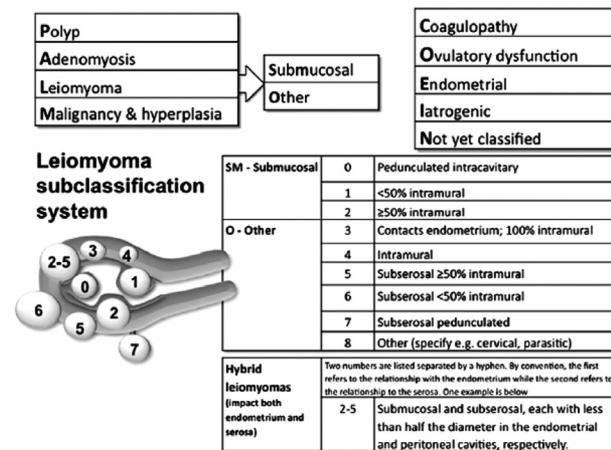 Polyp
Adenomyosis
Leiomyoma
Malignancy & hyperplasia
Submucosal
Other
Coagulopathy
Ovulatory dysfunction
Endometrial
Iatrogenic
Not yet classified
Leiomyoma
subclassification
system
SM - Submucosal
0 Pedunculated intracavitary
1 <50% intramural
2 ≥50% intramural
O - Other
3 Contacts endometrium; 100% intramural
4 Intramural
5 Subserosal ≥50% intramural
6 Subserosal <50% intramural
7 Subserosal pedunculated
8 Other (specify e.g. cervical, parasitic)
3
4
2-5
0
1
6
5
2
7
Hybrid
leiomyomas
(impact both
endometrium and
serosa)
Two numbers are listed separated by a hyphen. By convention, the first
refers to the relationship with the endometrium while the second refers to
the relationship to the serosa. One example is below
2-5 Submucosal and subserosal, each with less
than half the diameter in the endometrial
and peritoneal cavities, respectively.